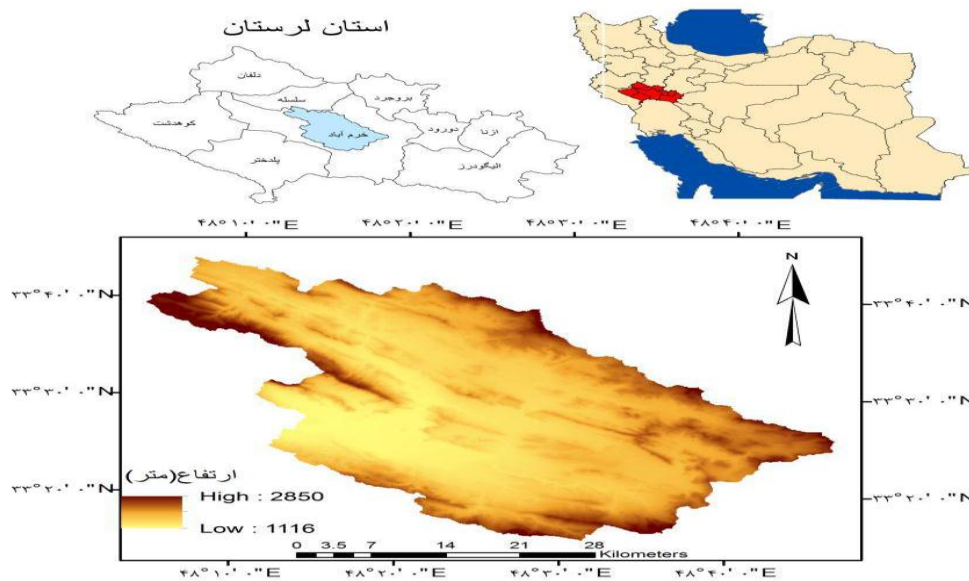 استان لرستان
دلفان
سلسله
بروجرد
کوهدشت
خرم آباد
دورود
ازنا
پلدختر
الیگودرز
۴۸°۱۰'۰"E ۴۸°۲۰'۰"E ۴۸°۳۰'۰"E ۴۸°۴۰'۰"E
N
۳۳°۴۰'۰"N ۳۳°۴۰'۰"N
۳۳°۳۰'۰"N ۳۳°۳۰'۰"N
ارتفاع(متر)
۳۳°۲۰'۰"N ۳۳°۲۰'۰"N
High : 2850
Low : 1116
0 3.5 7 14 21 28
Kilometers
۴۸°۱۰'۰"E ۴۸°۲۰'۰"E ۴۸°۳۰'۰"E ۴۸°۴۰'۰"E